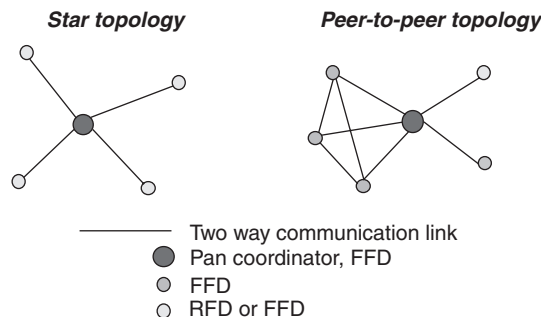 Star topology
Peer-to-peer topology
Two way communication link
Pan coordinator, FFD
FFD
RFD or FFD